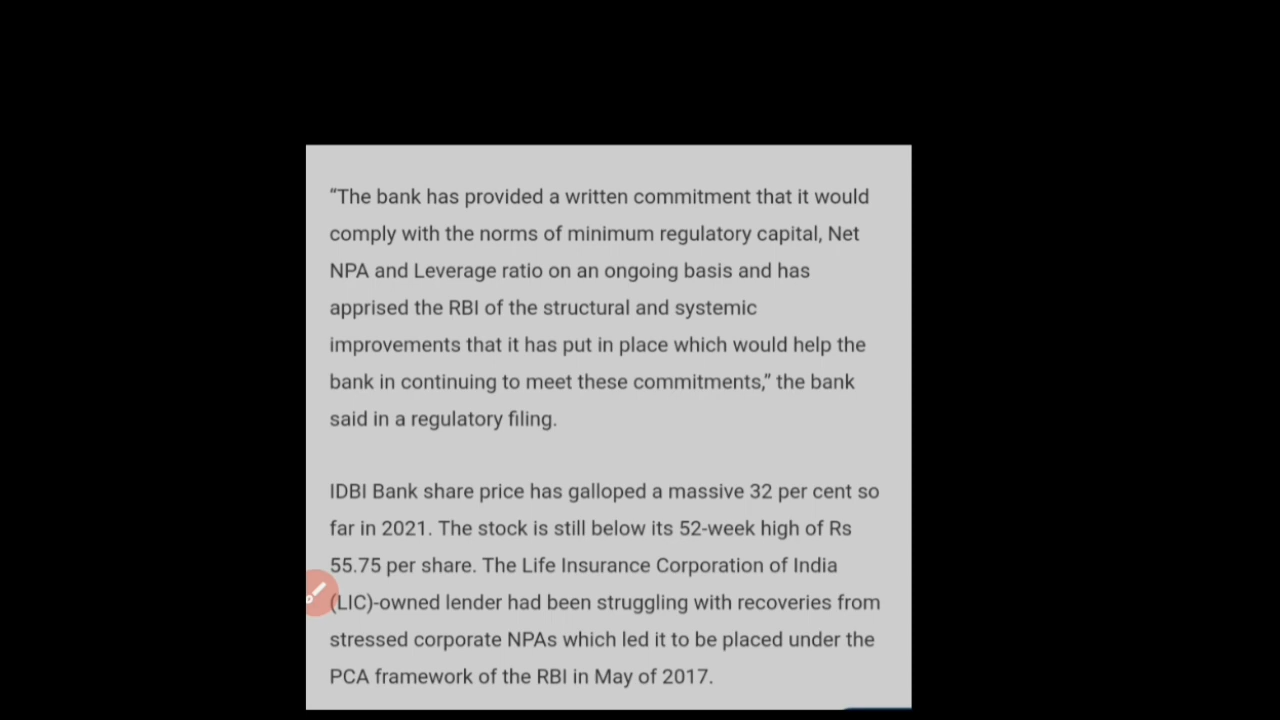 “The bank has provided a written commitment that it would
comply with the norms of minimum regulatory capital, Net
NPA and Leverage ratio on an ongoing basis and has
apprised the RBI of the structural and systemic
improvements that it has put in place which would help the
bank in continuing to meet these commitments,” the bank
said in a regulatory filing.
IDBI Bank share price has galloped a massive 32 per cent so
far in 2021. The stock is still below its 52-week high of Rs
55.75 per share. The Life Insurance Corporation of India
(LIC)-owned lender had been struggling with recoveries from
stressed corporate NPAs which led it to be placed under the
PCA framework of the RBI in May of 2017.